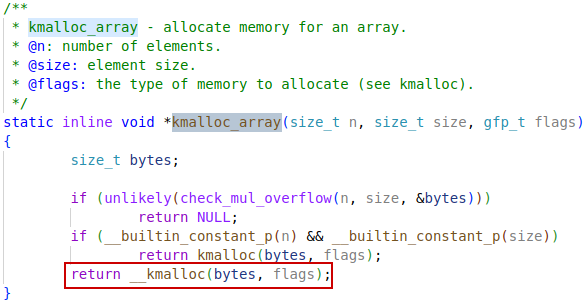 /**
 * kmalloc_array - allocate memory for an array.
 * @n: number of elements.
 * @size: element size.
 * @flags: the type of memory to allocate (see kmalloc).
 */
static inline void *kmalloc_array(size_t n, size_t size, gfp_t flags)
{
        size_t bytes;

        if (unlikely(check_mul_overflow(n, size, &bytes)))
                return NULL;
        if (__builtin_constant_p(n) && __builtin_constant_p(size))
                return kmalloc(bytes, flags);
        return __kmalloc(bytes, flags);
}